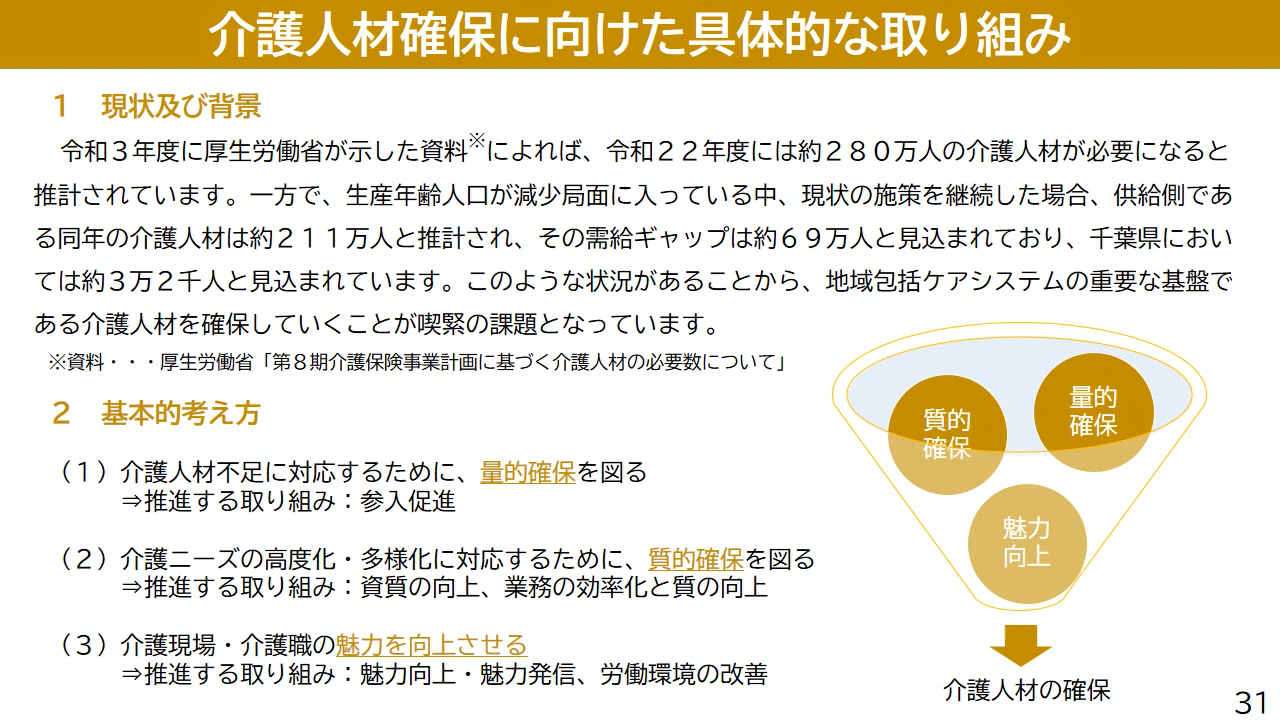 介護人材確保に向けた具体的な取り組み
１　現状及び背景
令和３年度に厚生労働省が示した資料※によれば、令和２２年度には約２８０万人の介護人材が必要になると
推計されています。一方で、生産年齢人口が減少局面に入っている中、現状の施策を継続した場合、供給側であ
る同年の介護人材は約２１１万人と推計され、その需給ギャップは約６９万人と見込まれており、千葉県におい
ては約３万２千人と見込まれています。このような状況があることから、地域包括ケアシステムの重要な基盤で
ある介護人材を確保していくことが喫緊の課題となっています。
※資料・・・厚生労働省「第８期介護保険事業計画に基づく介護人材の必要数について」
２　基本的考え方
（１）介護人材不足に対応するために、量的確保を図る
⇒推進する取り組み：参入促進
（２）介護ニーズの高度化・多様化に対応するために、質的確保を図る
⇒推進する取り組み：資質の向上、業務の効率化と質の向上
（３）介護現場・介護職の魅力を向上させる
⇒推進する取り組み：魅力向上・魅力発信、労働環境の改善
質的
確保
量的
確保
魅力
向上
介護人材の確保
31